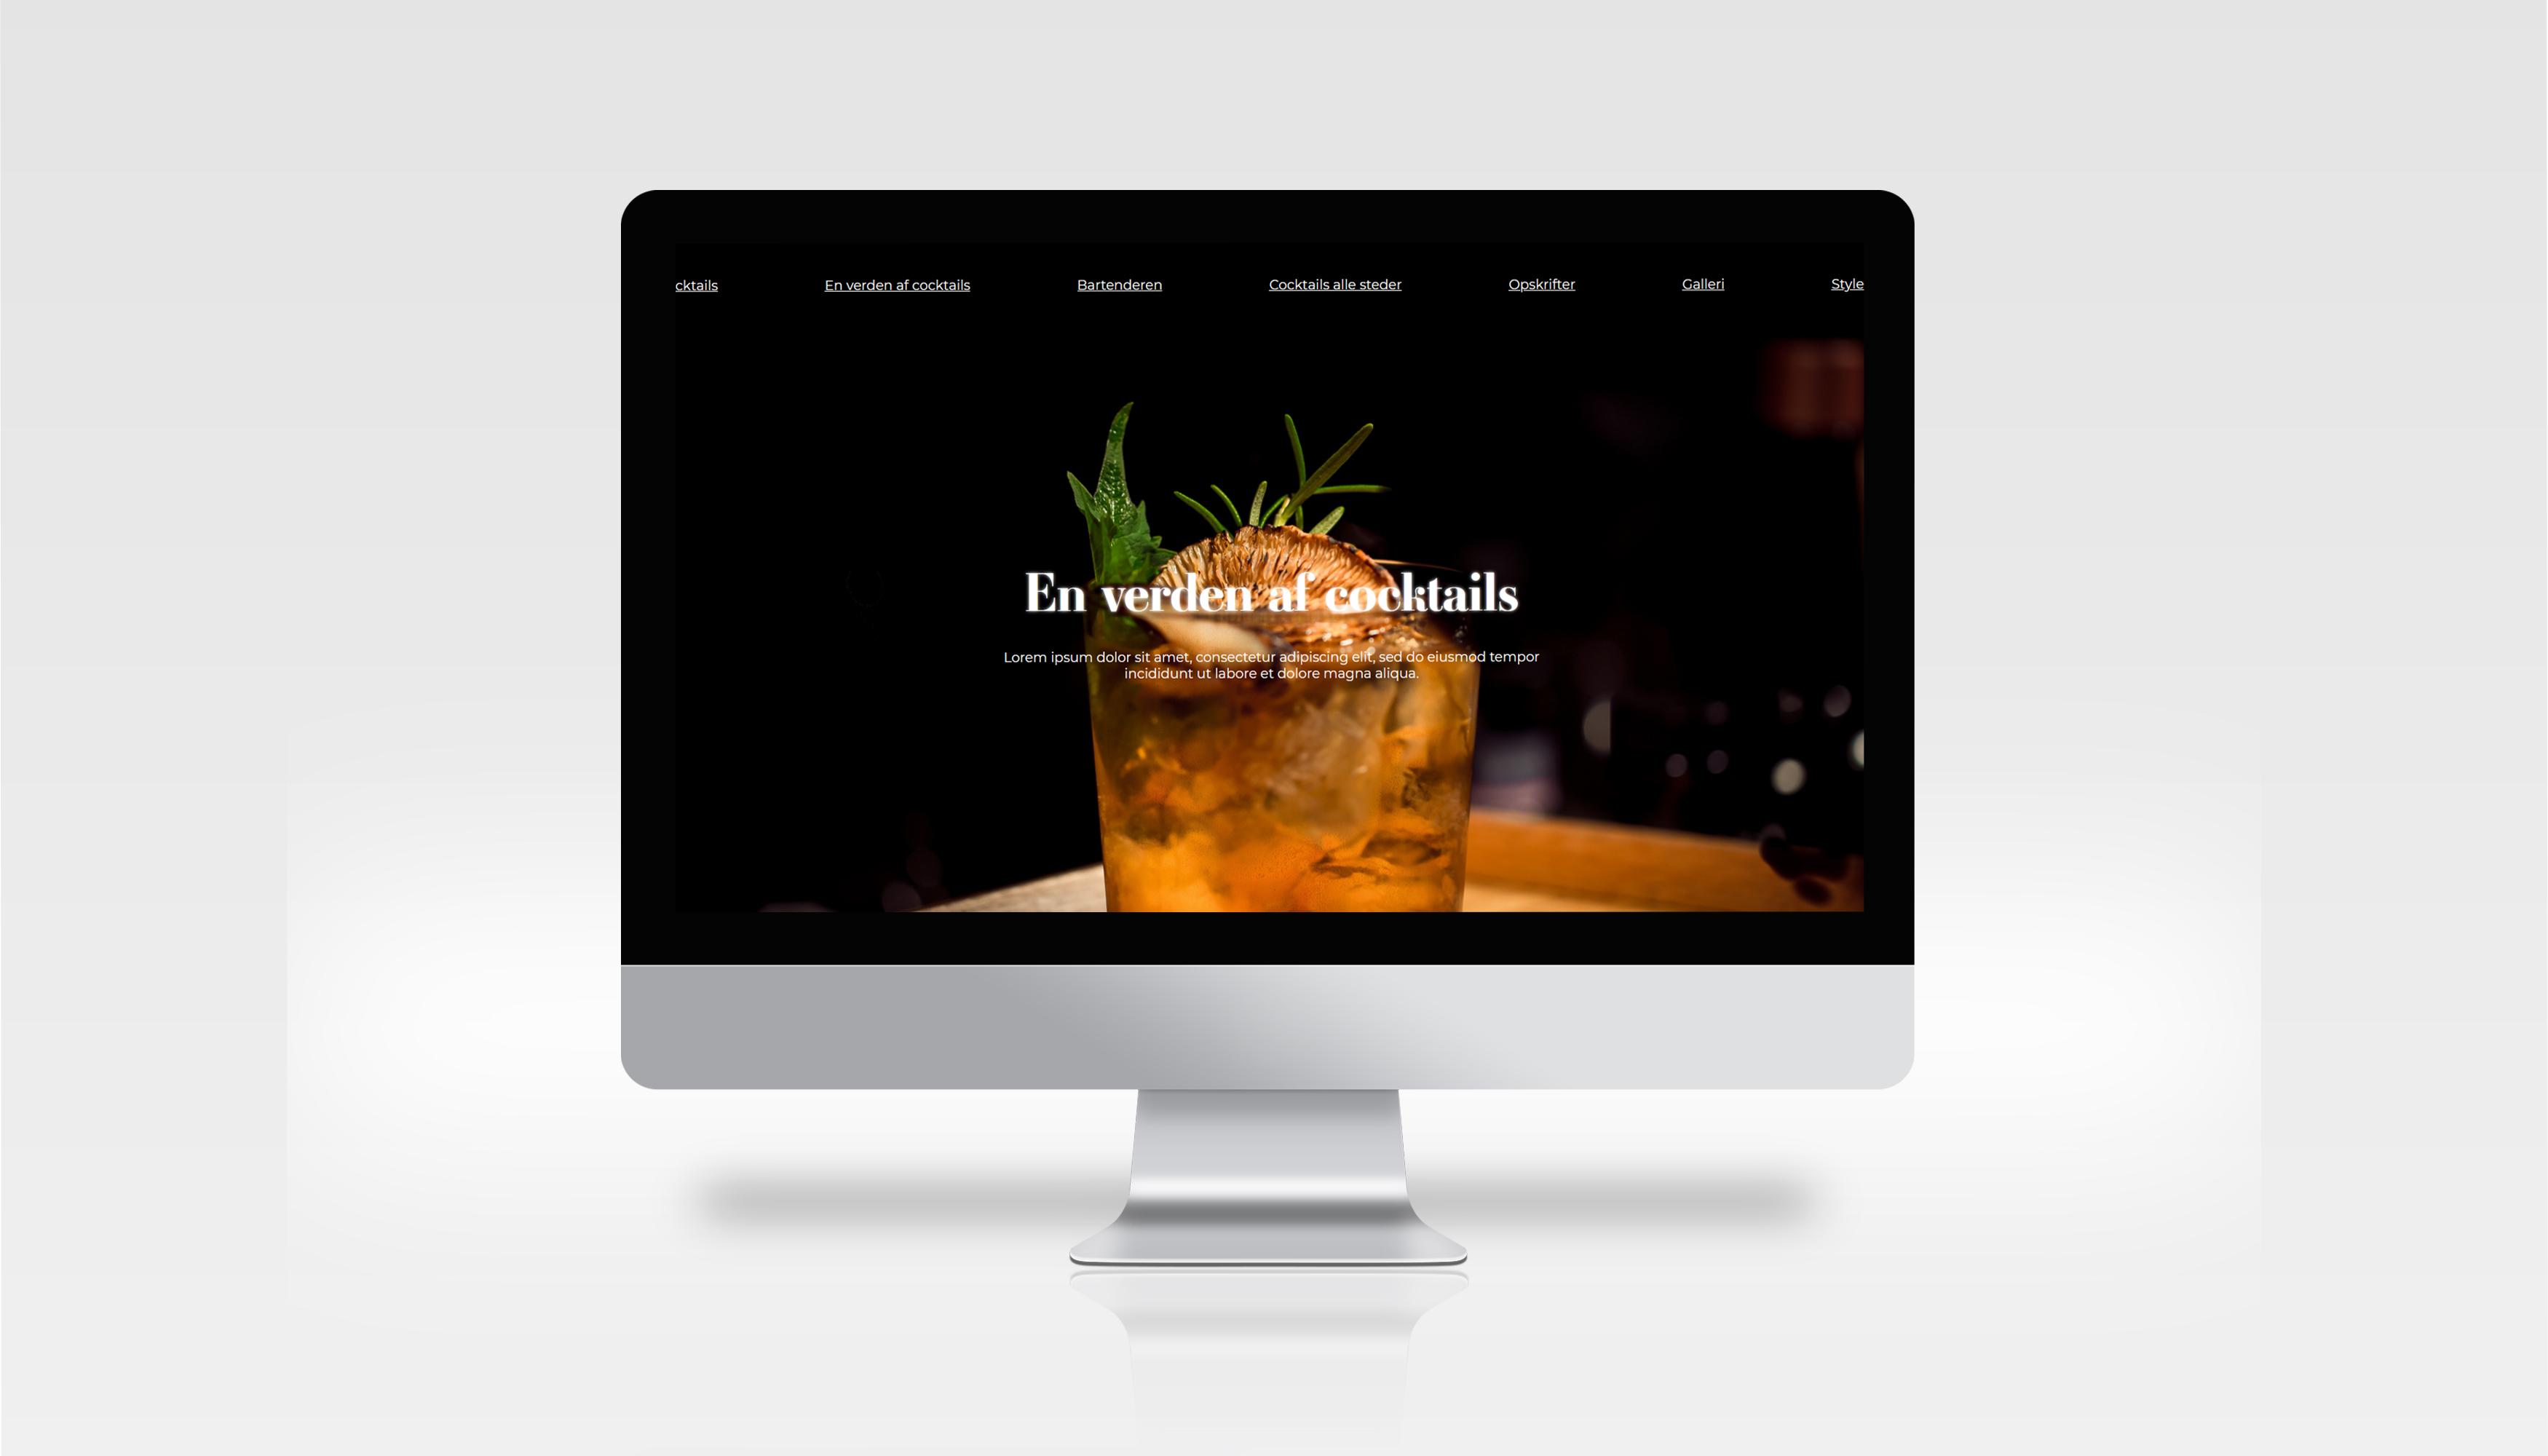 cktails En verden af cocktails Bartenderen Cocktails alle steder Opskrifter Galleri Style
En verden af cocktails
Lorem ipsum dolor sit amet, consectetur adipiscing elit, sed do eiusmod tempor
incididunt ut labore et dolore magna aliqua.